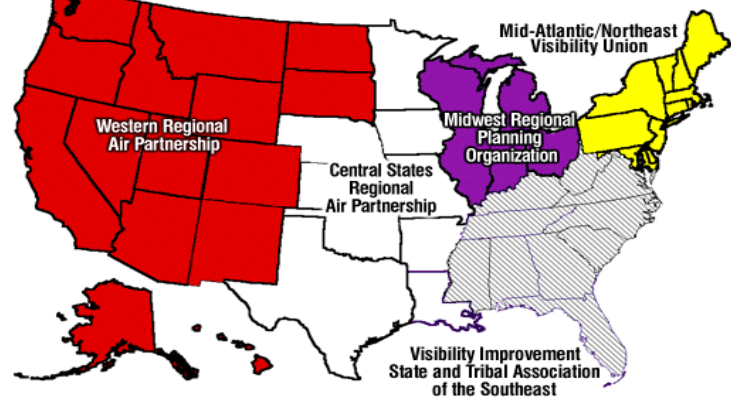 Mid-Atlantic/Northeast
Visibility Union
Western Regional
Air Partnership
Midwest Regional
Planning
Organization
Central States
Regional
Air Partnership
Visibility Improvement
State and Tribal Association
of the Southeast